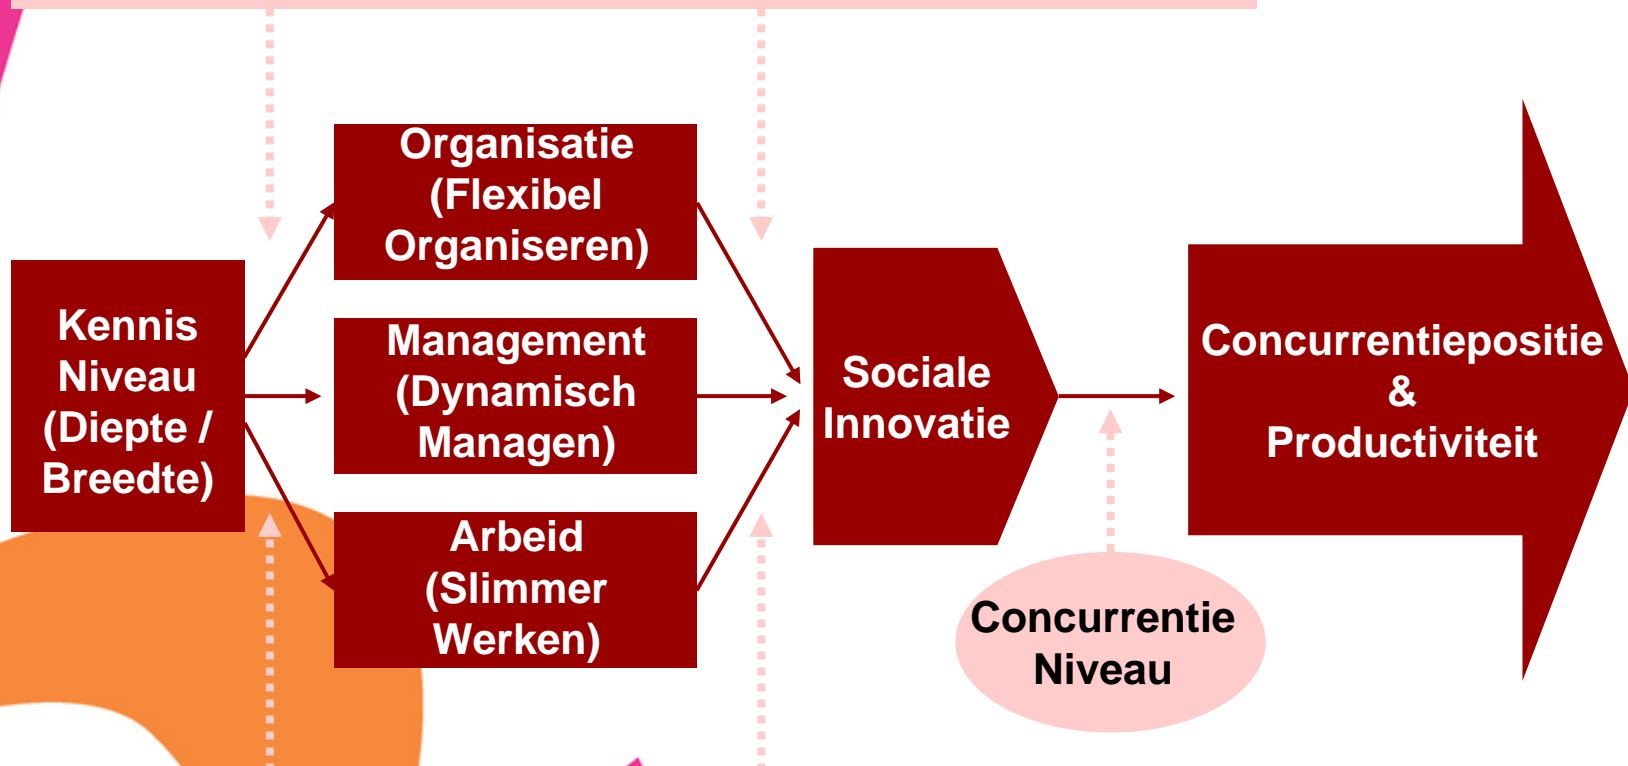 Kennis
Niveau
(Diepte /
Breedte)
Organisatie
(Flexibel
Organiseren)
Management
(Dynamisch
Managen)
Arbeid
(Slimmer
Werken)
Sociale
Innovatie
Concurrentie
Niveau
Concurrentiepositie
&
Productiviteit